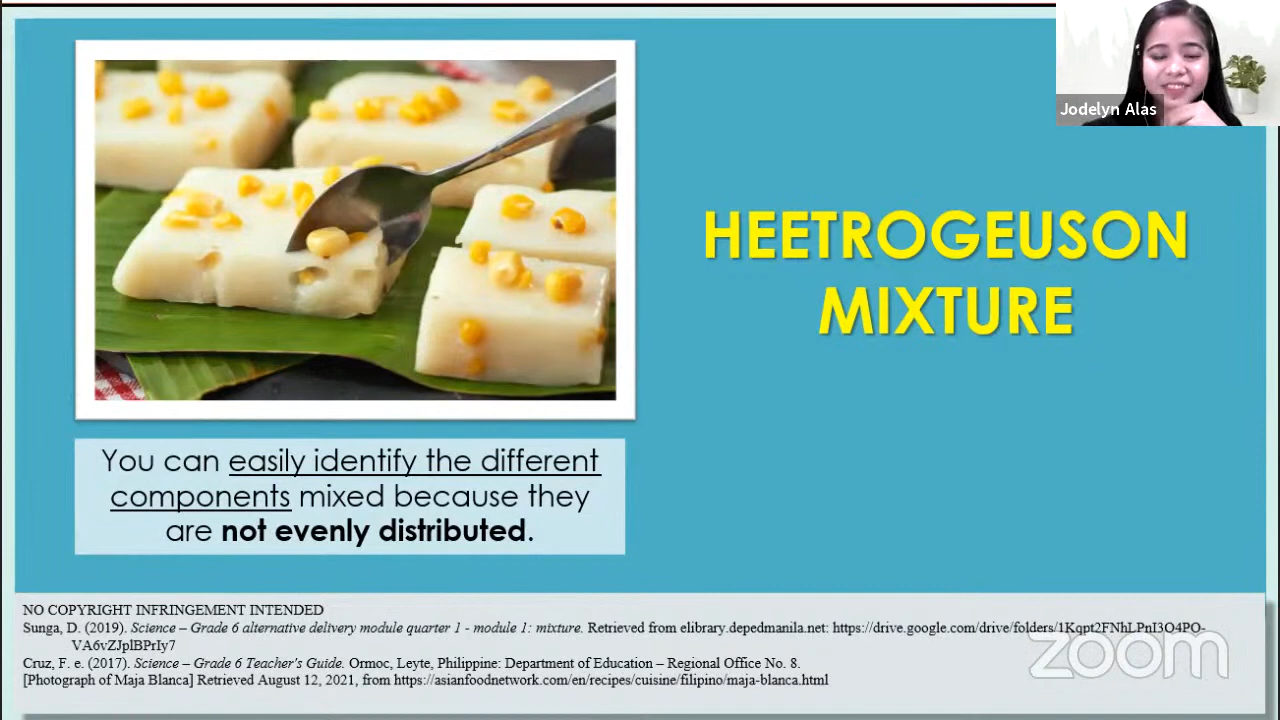 Jodelyn Alas
HEETROGEUSON
MIXTURE
You can easily identify the different
components mixed because they
are not evenly distributed.
NO COPYRIGHT INFRINGEMENT INTENDED
Sunga, D. (2019). Science – Grade 6 alternative delivery module quarter 1 - module 1: mixture. Retrieved from elibrary.depedmanila.net: https://drive.google.com/drive/folders/1Kqpt2FNhLPnI3Q4PO-
VA6vZJplBPrIy7
Cruz, F. e. (2017). Science – Grade 6 Teacher's Guide. Ormoc, Leyte, Philippine: Department of Education – Regional Office No. 8.
[Photograph of Maja Blanca] Retrieved August 12, 2021, from https://asianfoodnetwork.com/en/recipes/cuisine/filipino/maja-blanca.html
zoom